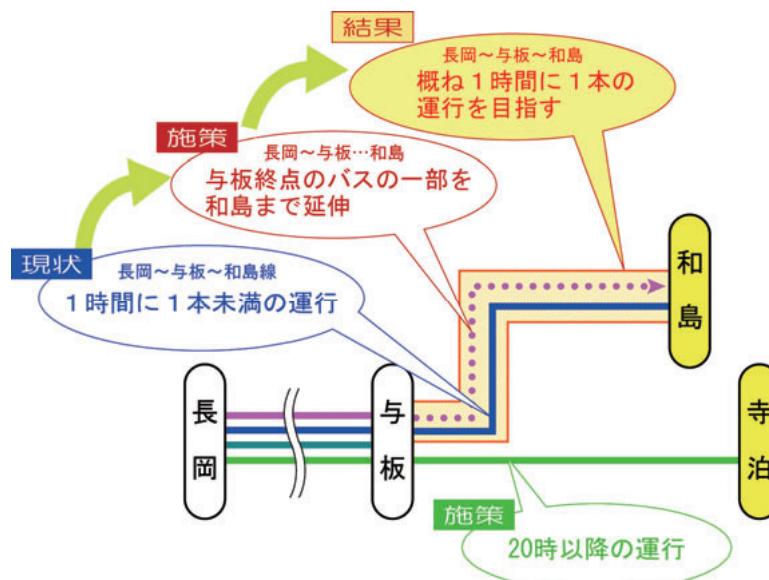 結果
長岡～与板～和島
概ね１時間に１本の
運行を目指す
施策
長岡～与板…和島
与板終点のバスの一部を
和島まで延伸
現状
長岡～与板～和島線
１時間に１本未満の運行
和島
長岡
与板
寺泊
施策
20時以降の運行